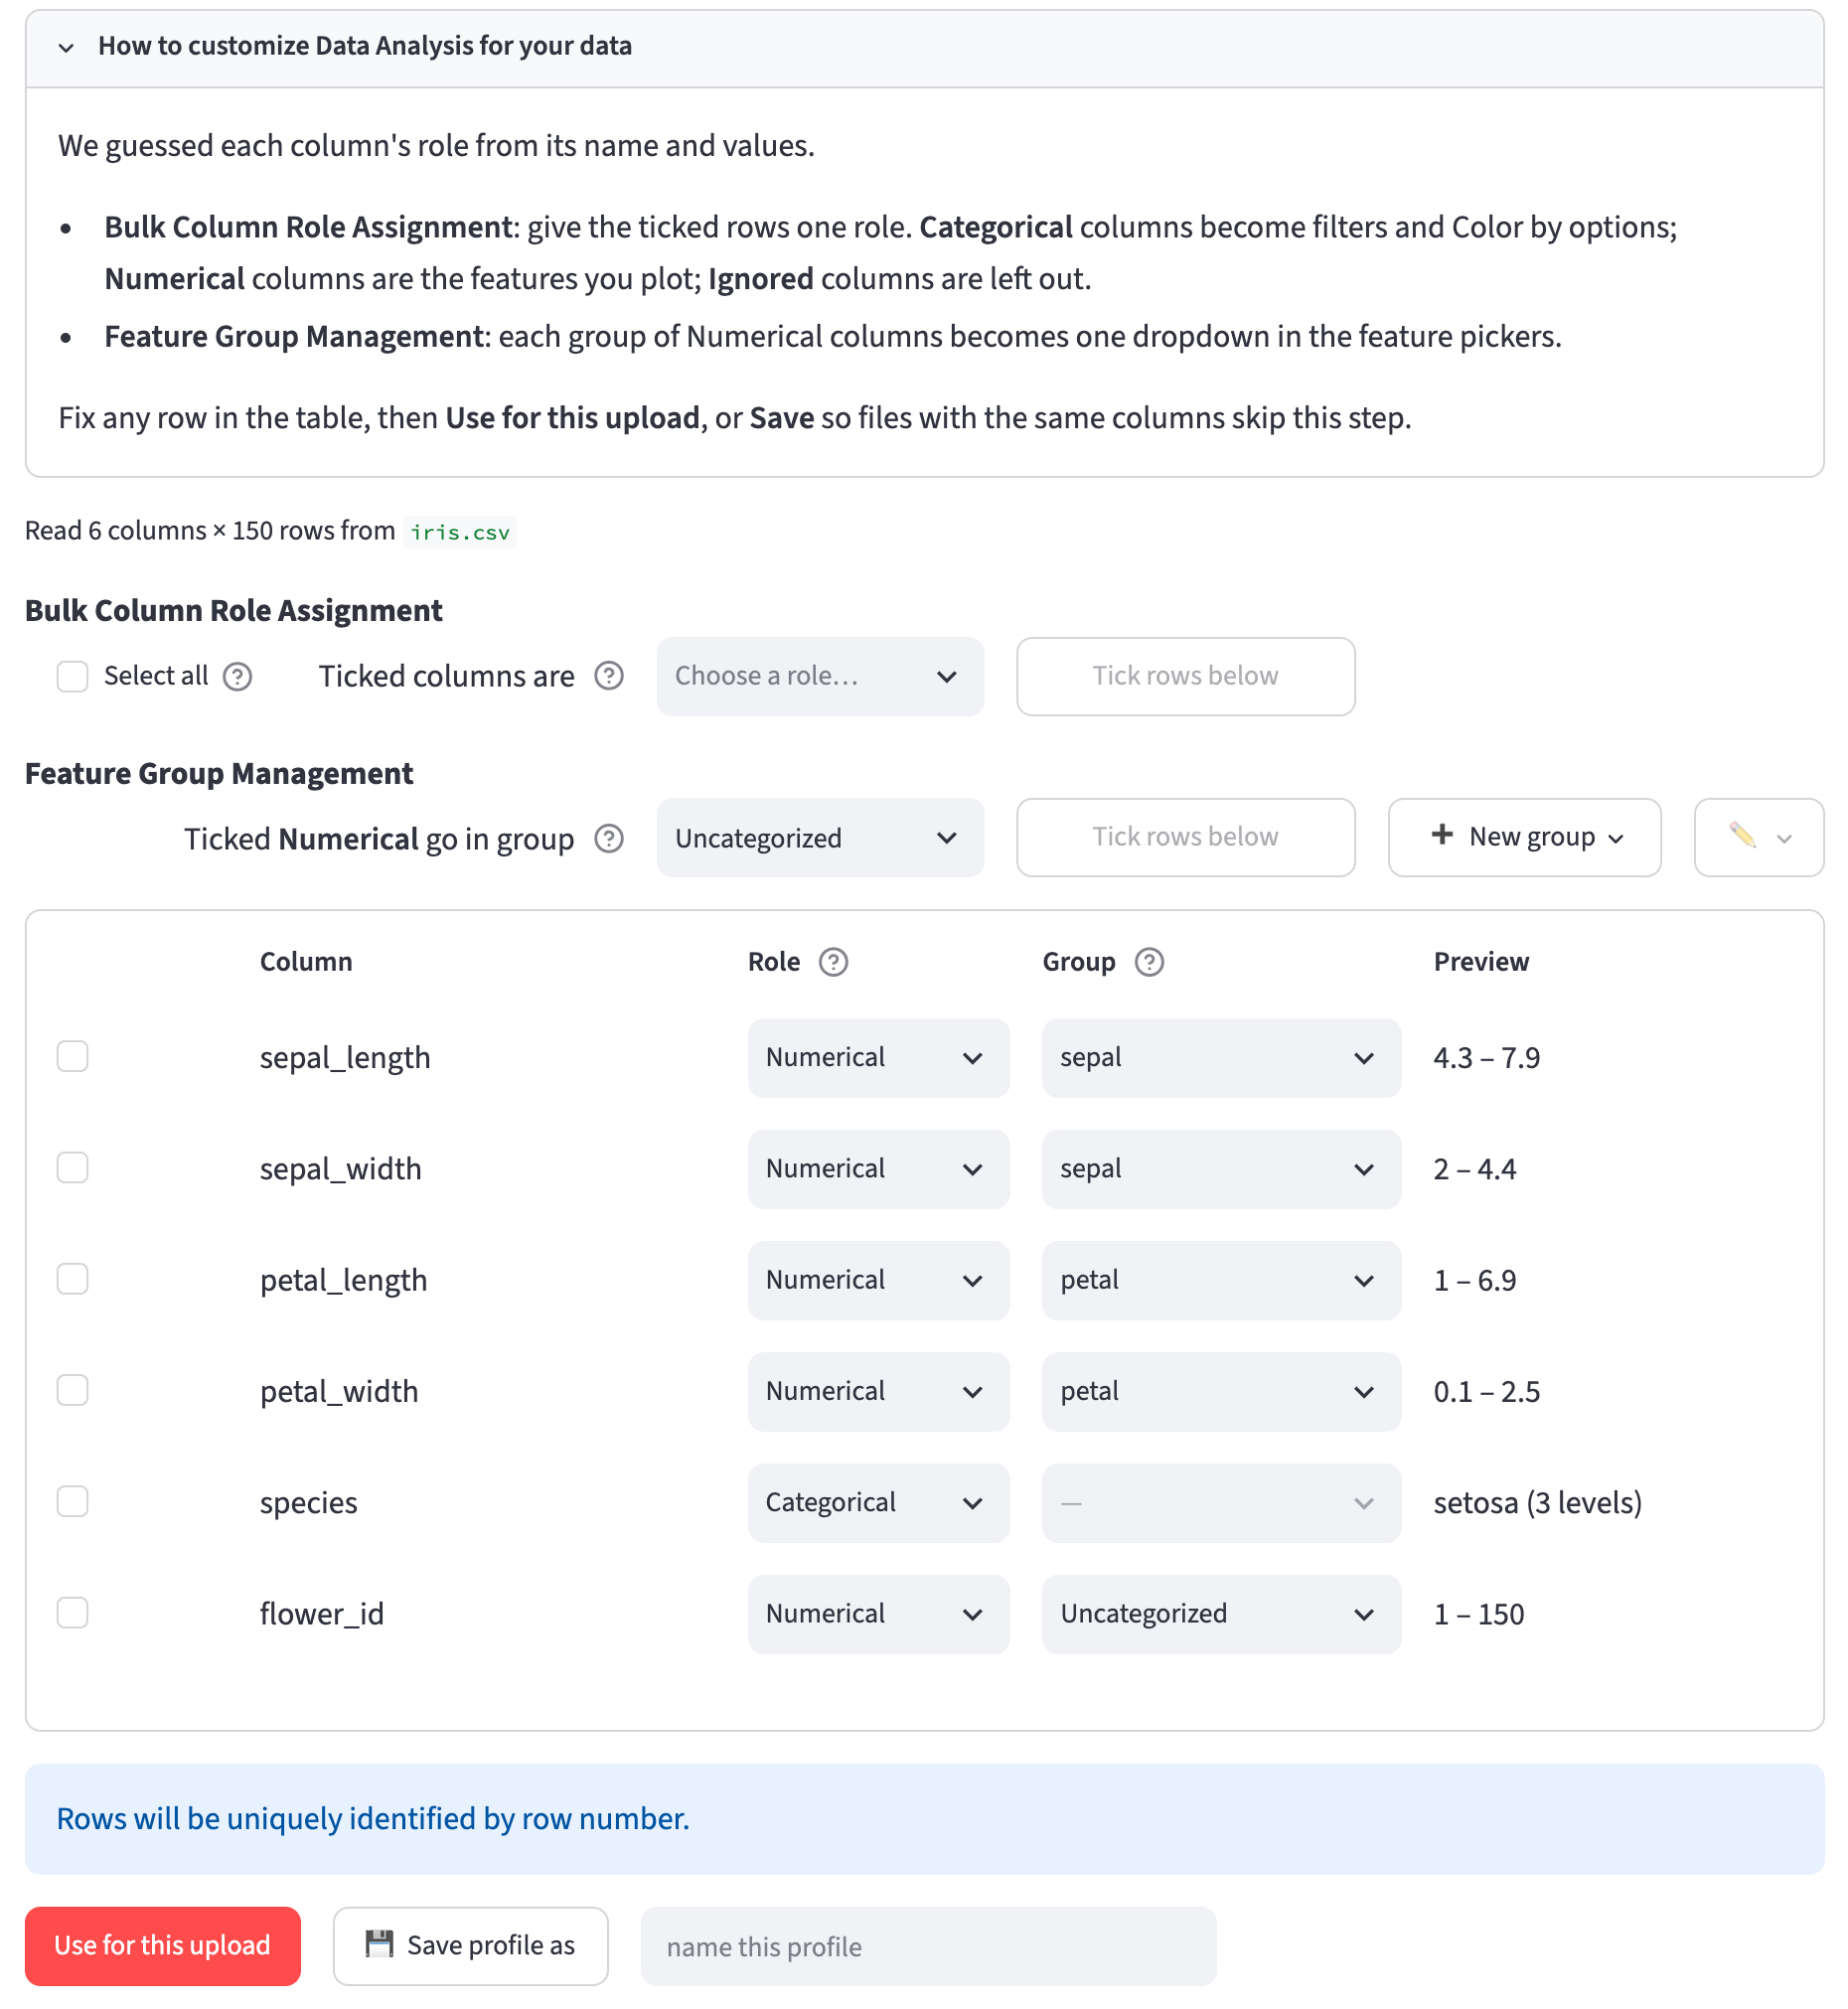 How to customize Data Analysis for your data
We guessed each column's role from its name and values.
• Bulk Column Role Assignment: give the ticked rows one role. Categorical columns become filters and Color by options;
Numerical columns are the features you plot; Ignored columns are left out.
• Feature Group Management: each group of Numerical columns becomes one dropdown in the feature pickers.
Fix any row in the table, then Use for this upload, or Save so files with the same columns skip this step.
Read 6 columns × 150 rows from iris.csv
Bulk Column Role Assignment
Select all ? Ticked columns are ? Choose a role… Tick rows below
Feature Group Management
Ticked Numerical go in group ? Uncategorized Tick rows below + New group
Column Role ? Group ? Preview
sepal_length Numerical sepal 4.3 – 7.9
sepal_width Numerical sepal 2 – 4.4
petal_length Numerical petal 1 – 6.9
petal_width Numerical petal 0.1 – 2.5
species Categorical — setosa (3 levels)
flower_id Numerical Uncategorized 1 – 150
Rows will be uniquely identified by row number.
Use for this upload Save profile as name this profile